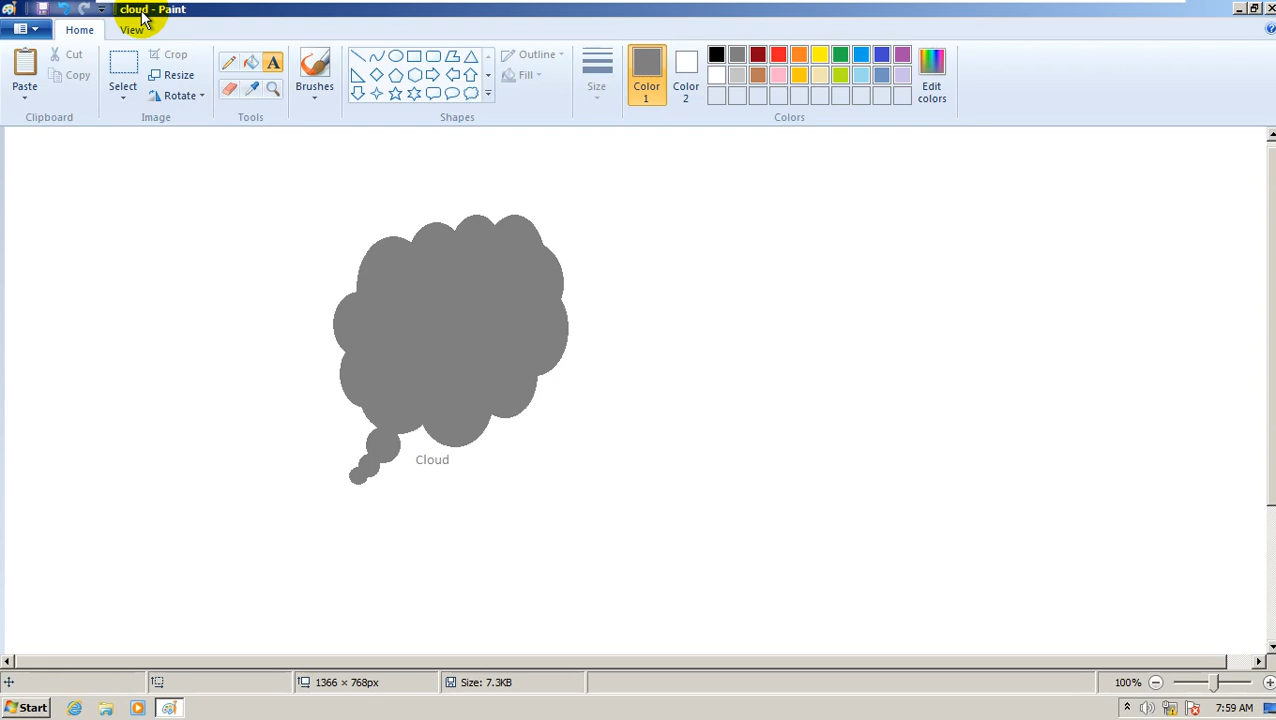 cloud - Paint
Home View
Paste
Cut
Copy
Clipboard
Select
Crop
Resize
Rotate
Image
A
Tools
Brushes
Outline
Fill
Shapes
Size
Color 1
Color 2
Edit colors
Colors
Cloud
1366 × 768px
Size: 7.3KB
100%
Start
7:59 AM